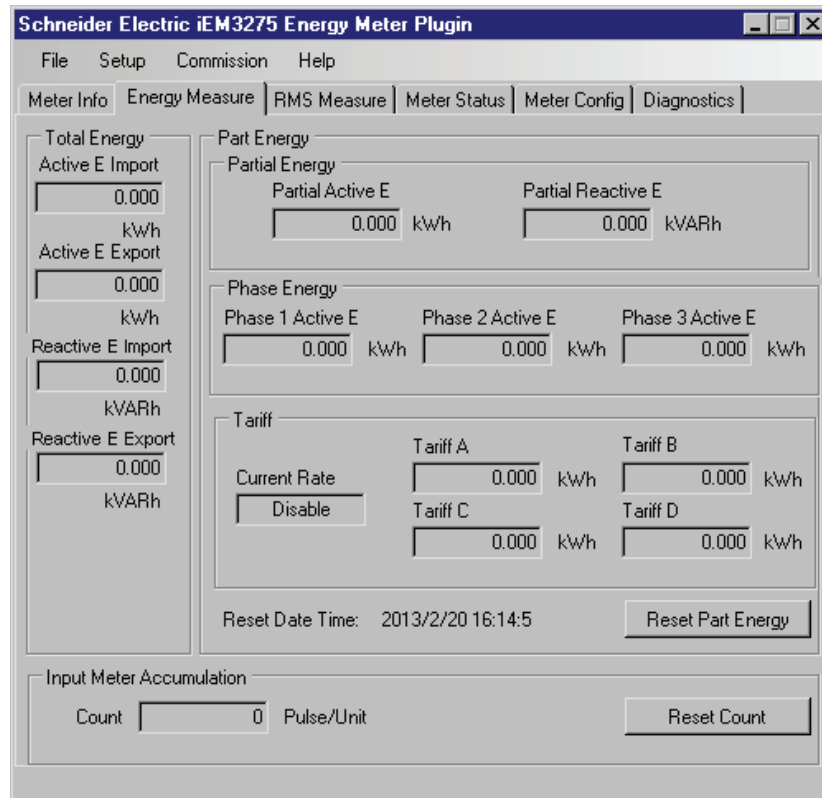 Schneider Electric iEM3275 Energy Meter Plugin
File Setup Commission Help
Meter Info Energy Measure RMS Measure Meter Status Meter Config Diagnostics
Total Energy
Active E Import
0.000
kWh
Active E Export
0.000
kWh
Reactive E Import
0.000
kVARh
Reactive E Export
0.000
kVARh
Part Energy
Partial Energy
Partial Active E Partial Reactive E
0.000 kWh 0.000 kVARh
Phase Energy
Phase 1 Active E Phase 2 Active E Phase 3 Active E
0.000 kWh 0.000 kWh 0.000 kWh
Tariff
Current Rate
Disable
Tariff A Tariff B
0.000 kWh 0.000 kWh
Tariff C Tariff D
0.000 kWh 0.000 kWh
Reset Date Time: 2013/2/20 16:14:5 Reset Part Energy
Input Meter Accumulation
Count 0 Pulse/Unit Reset Count